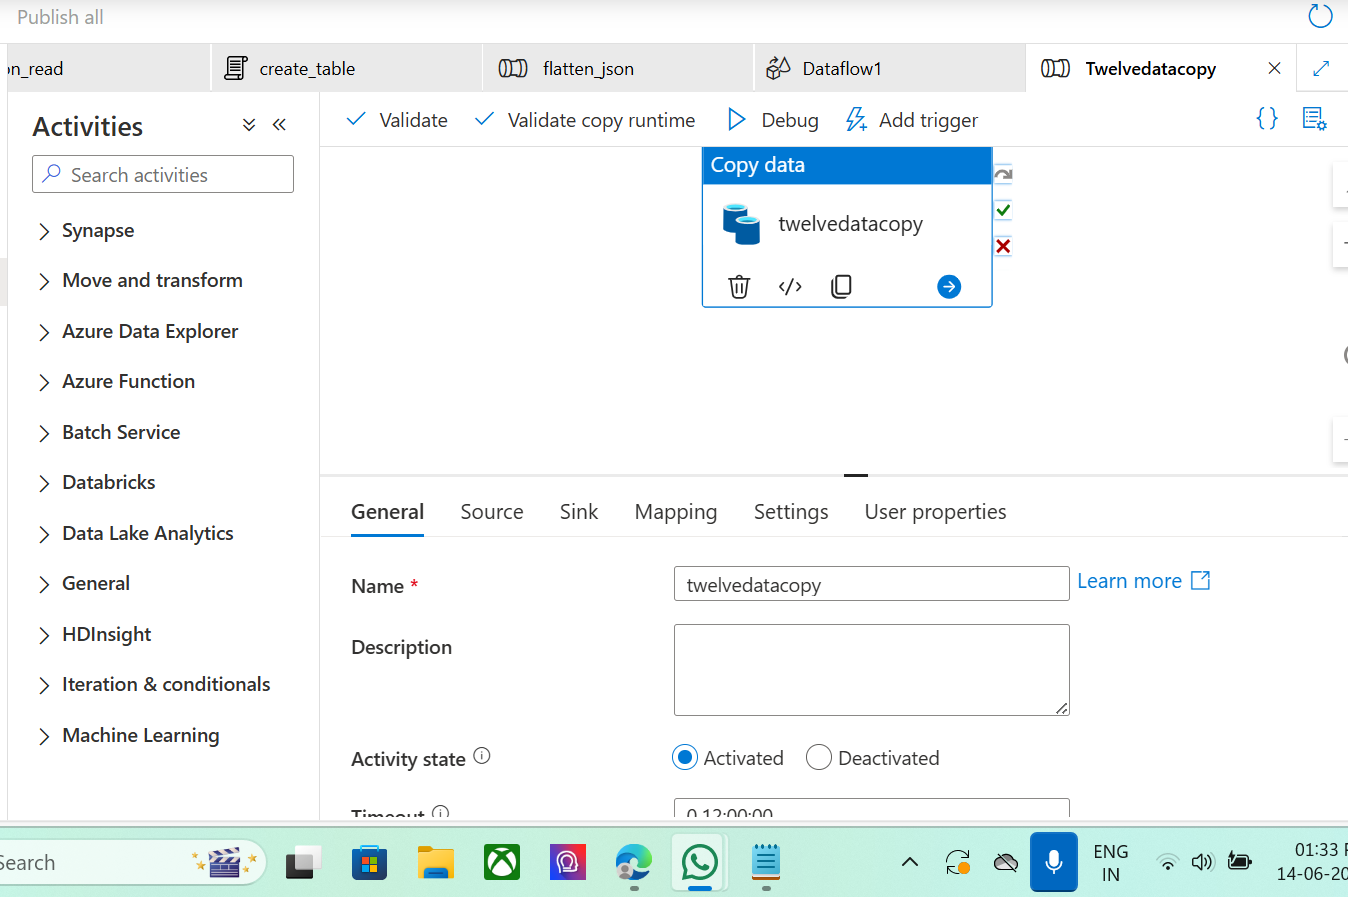 Publish all
on_read
create_table
flatten_json
Dataflow1
Twelvedatacopy
Activities
Search activities
Synapse
Move and transform
Azure Data Explorer
Azure Function
Batch Service
Databricks
Data Lake Analytics
General
HDInsight
Iteration & conditionals
Machine Learning
Validate
Validate copy runtime
Debug
Add trigger
{}
Copy data
twelvedatacopy
</>
General Source Sink Mapping Settings User properties
Name *
twelvedatacopy
Learn more
Description
Activity state
Activated
Deactivated
Timeout
0.12:00:00
Search
ENG
IN
01:33
14-06-20